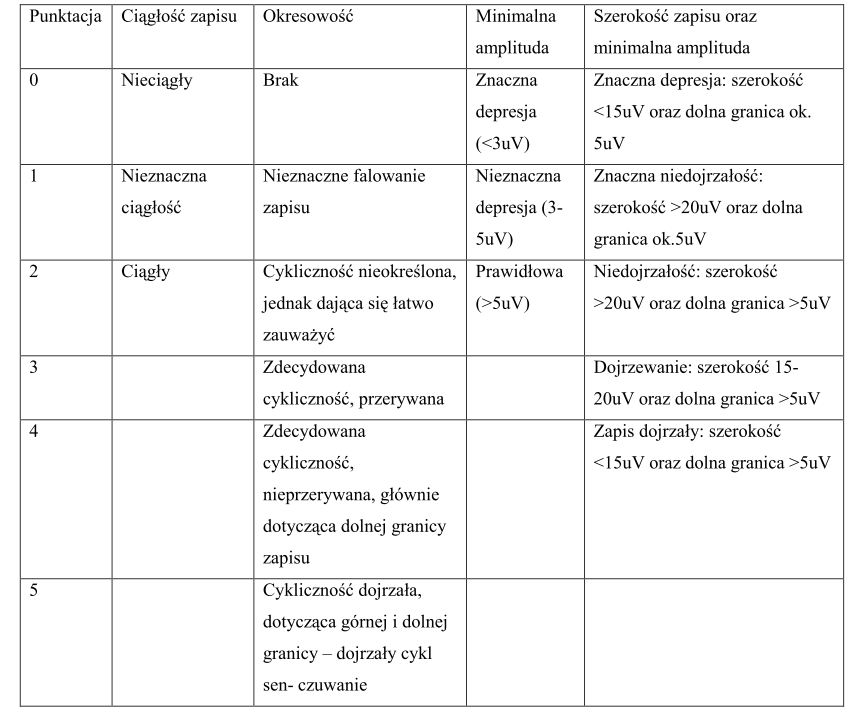 Punktacja
Ciągłość zapisu
Okresowość
Minimalna
amplituda
Szerokość zapisu oraz
minimalna amplituda
0
Nieciągły
Brak
Znaczna
depresja
(<3uV)
Znaczna depresja: szerokość
<15uV oraz dolna granica ok.
5uV
1
Nieznaczna
ciągłość
Nieznaczne falowanie
zapisu
Nieznaczna
depresja (3-
5uV)
Znaczna niedojrzałość:
szerokość >20uV oraz dolna
granica ok.5uV
2
Ciągły
Cykliczność nieokreślona,
jednak dająca się łatwo
zauważyć
Prawidłowa
(>5uV)
Niedojrzałość: szerokość
>20uV oraz dolna granica >5uV
3
Zdecydowana
cykliczność, przerywana
Dojrzewanie: szerokość 15-
20uV oraz dolna granica >5uV
4
Zdecydowana
cykliczność,
nieprzerywana, głównie
dotycząca dolnej granicy
zapisu
Zapis dojrzały: szerokość
<15uV oraz dolna granica >5uV
5
Cykliczność dojrzała,
dotycząca górnej i dolnej
granicy – dojrzały cykl
sen- czuwanie